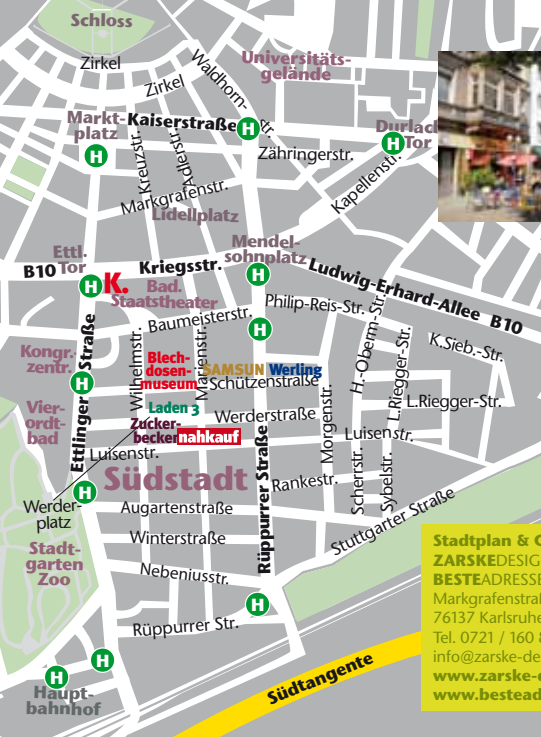 Schloss
Zirkel
Zirkel
Waldhorn-
str.
Universitäts-
gelände
Markt-
platz
Kaiserstraße
H
H
Durlach
Tor
H
Kreuzstr.
Adlerstr.
Zähringerstr.
Markgrafenstr.
Lidellplatz
Kapellenstr.
Ettl.
Tor
B10
Kriegsstr.
Mendel-
sohnplatz
H
H
Ludwig-Erhard-Allee B10
K.
Bad.
Staatstheater
Baumeisterstr.
Philip-Reis-Str.
H
K.Sieb.-Str.
Kongr.-
zentr.
H
Ettlinger Straße
Wilhelmstr.
Marienstr.
Blech-
dosen-
museum
SAMSUN
Werling
Schützenstraße
H.-Oberm-Str.
L.Riegger-Str.
L.Riegger-Str.
Vier-
ordt-
bad
Laden 3
Werderstraße
Morgenstr.
Zucker-
becker
nahkauf
Luisenstr.
Luisenstr.
Südstadt
H
Rankestr.
Scherrstr.
Sybelstr.
Werder-
platz
Augartenstraße
Rüppurrer Straße
Winterstraße
Stuttgarter Straße
Stadt-
garten
Zoo
Nebeniusstr.
H
Rüppurrer Str.
H
H
Haupt-
bahnhof
Südtangente
Stadtplan &
ZARSKEDESIG
BESTEADRESSE
Markgrafenstra
76137 Karlsruhe
Tel. 0721 / 160
info@zarske-de
www.zarske-
www.bestead